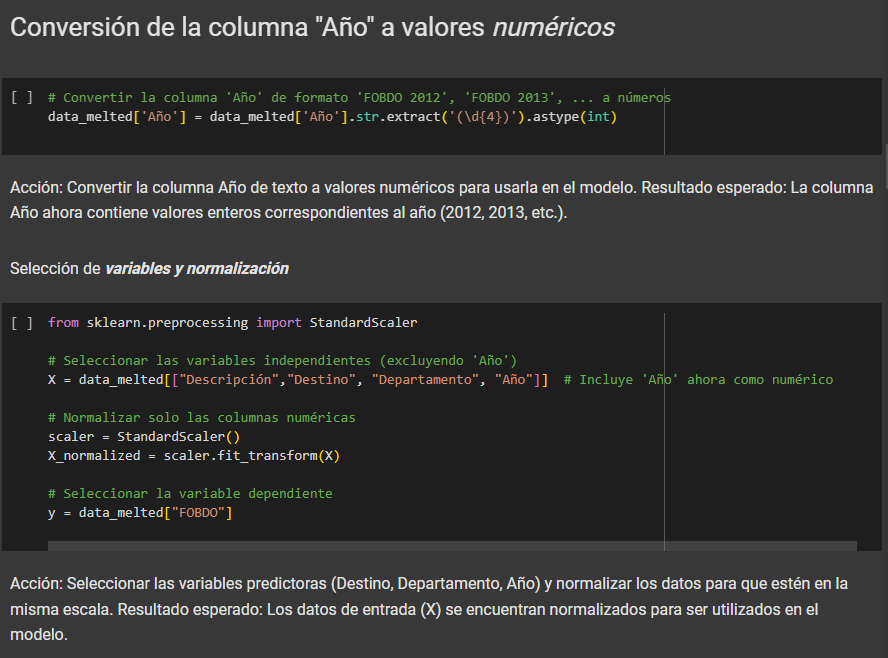 Conversión de la columna "Año" a valores numéricos
[ ] # Convertir la columna 'Año' de formato 'FOBDO 2012', 'FOBDO 2013', ... a números
data_melted['Año'] = data_melted['Año'].str.extract('(\d{4})').astype(int)
Acción: Convertir la columna Año de texto a valores numéricos para usarla en el modelo. Resultado esperado: La columna
Año ahora contiene valores enteros correspondientes al año (2012, 2013, etc.).
Selección de variables y normalización
[ ] from sklearn.preprocessing import StandardScaler
# Seleccionar las variables independientes (excluyendo 'Año')
X = data_melted[["Descripción","Destino", "Departamento", "Año"]]  # Incluye 'Año' ahora como numérico
# Normalizar solo las columnas numéricas
scaler = StandardScaler()
X_normalized = scaler.fit_transform(X)
# Seleccionar la variable dependiente
y = data_melted["FOBDO"]
Acción: Seleccionar las variables predictoras (Destino, Departamento, Año) y normalizar los datos para que estén en la
misma escala. Resultado esperado: Los datos de entrada (X) se encuentran normalizados para ser utilizados en el
modelo.